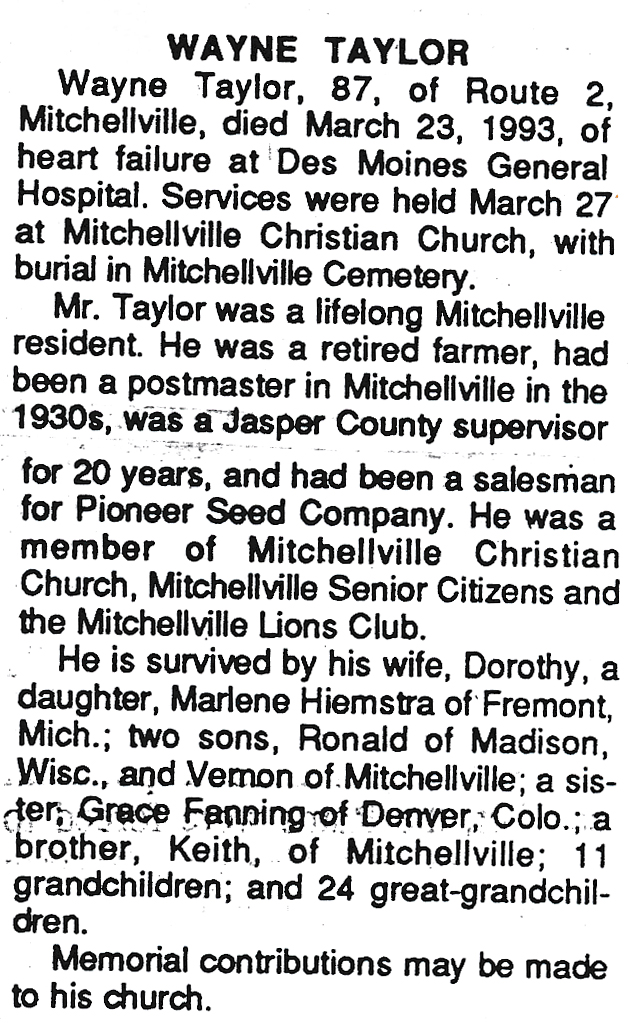 WAYNE TAYLOR
Wayne Taylor, 87, of Route 2,
Mitchellville, died March 23, 1993, of
heart failure at Des Moines General
Hospital. Services were held March 27
at Mitchellville Christian Church, with
burial in Mitchellville Cemetery.
Mr. Taylor was a lifelong Mitchellville
resident. He was a retired farmer, had
been a postmaster in Mitchellville in the
1930s, was a Jasper County supervisor
for 20 years, and had been a salesman
for Pioneer Seed Company. He was a
member of Mitchellville Christian
Church, Mitchellville Senior Citizens and
the Mitchellville Lions Club.
He is survived by his wife, Dorothy, a
daughter, Marlene Hiemstra of Fremont,
Mich.; two sons, Ronald of Madison,
Wisc., and Vernon of Mitchellville; a sis-
ter, Grace Fanning of Denver, Colo.; a
brother, Keith, of Mitchellville; 11
grandchildren; and 24 great-grandchil-
dren.
Memorial contributions may be made
to his church.